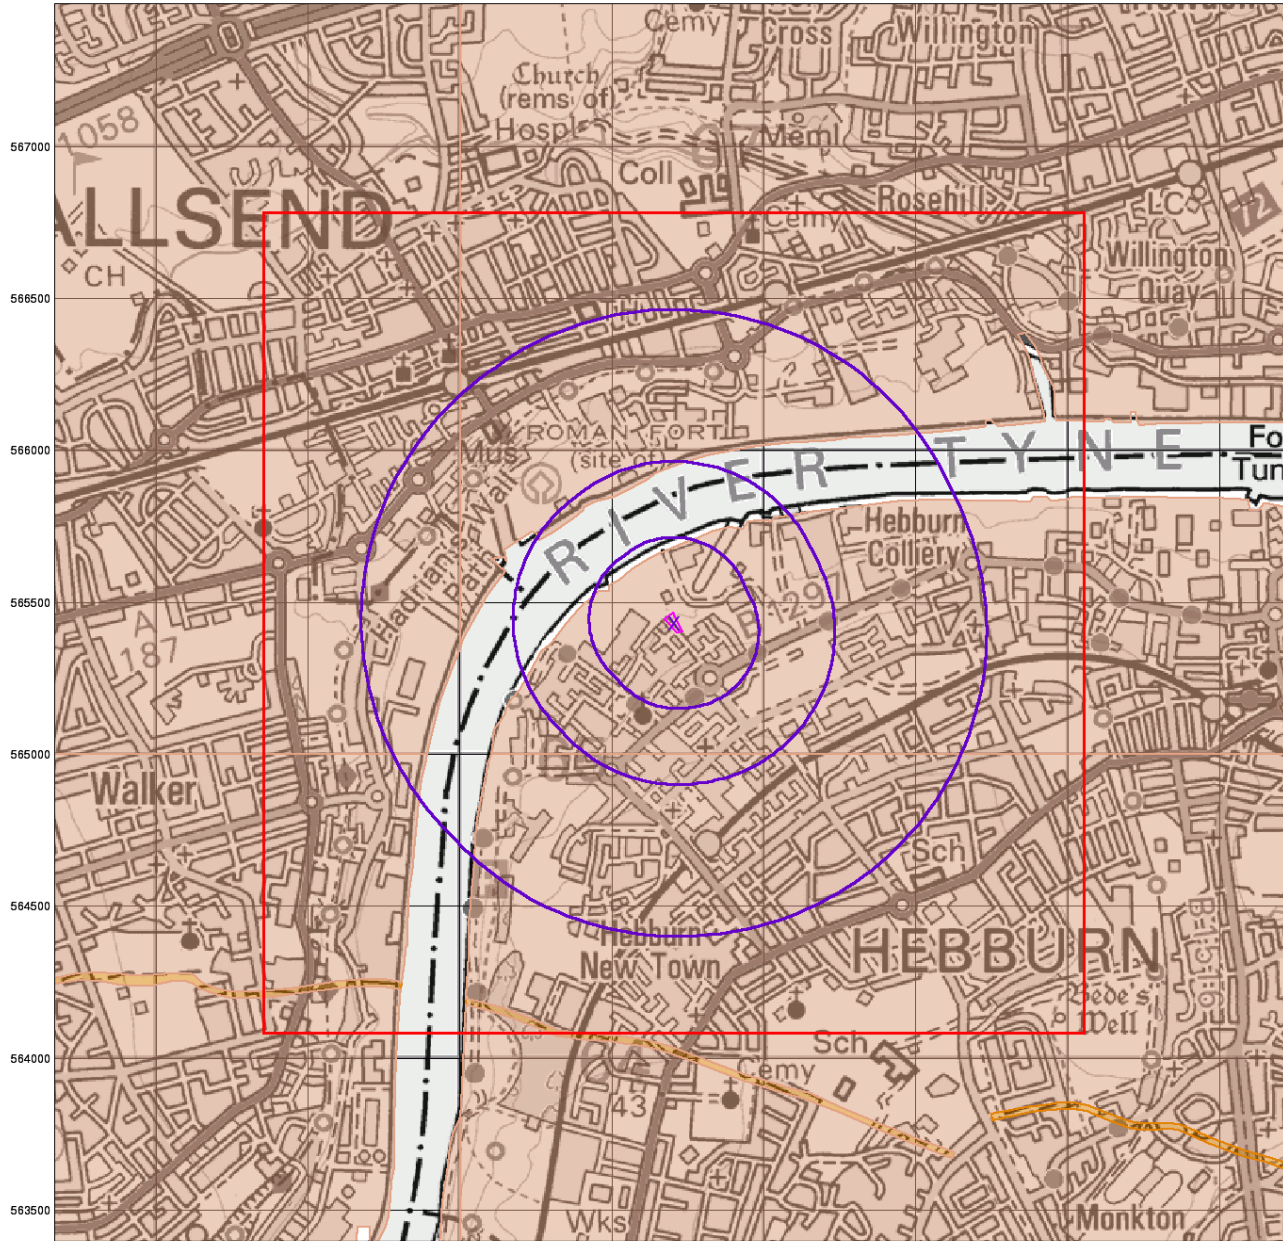 Cemy
Cross
Willington
Church
(rems of)
Hospl
Meml
1058
567000
Coll
Rosehill
LC
ALLSEND
Cemy
CH
Willington
Quay
566500
ROMAN FORT
(site of)
566000
Mus
RIVER TYNE
Fo
Tun
Hebburn
Colliery
Hadrian's Wall
Path
565500
A
187
565000
Walker
Sch
564500
Hebburn
New Town
HEBBURN
Bede's
Well
Sch
564000
Cemy
43
563500
Wks
Monkton